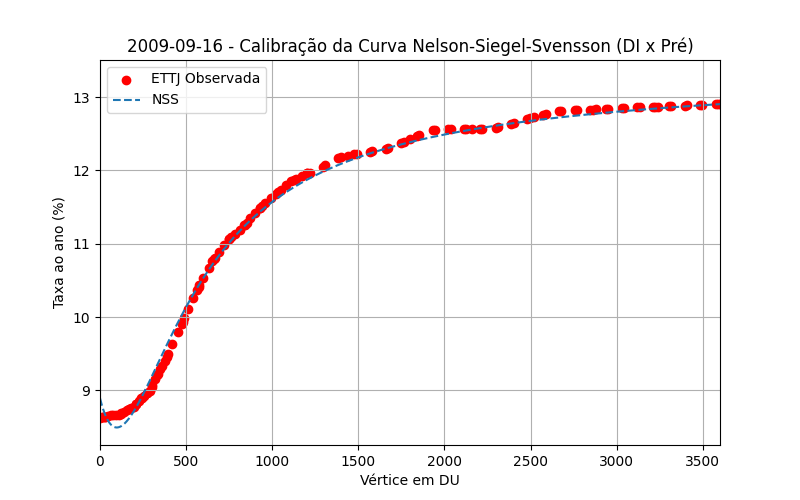 2009-09-16 - Calibração da Curva Nelson-Siegel-Svensson (DI x Pré)
ETTJ Observada
NSS
Taxa ao ano (%)
13
12
11
10
9
0 500 1000 1500 2000 2500 3000 3500
Vértice em DU